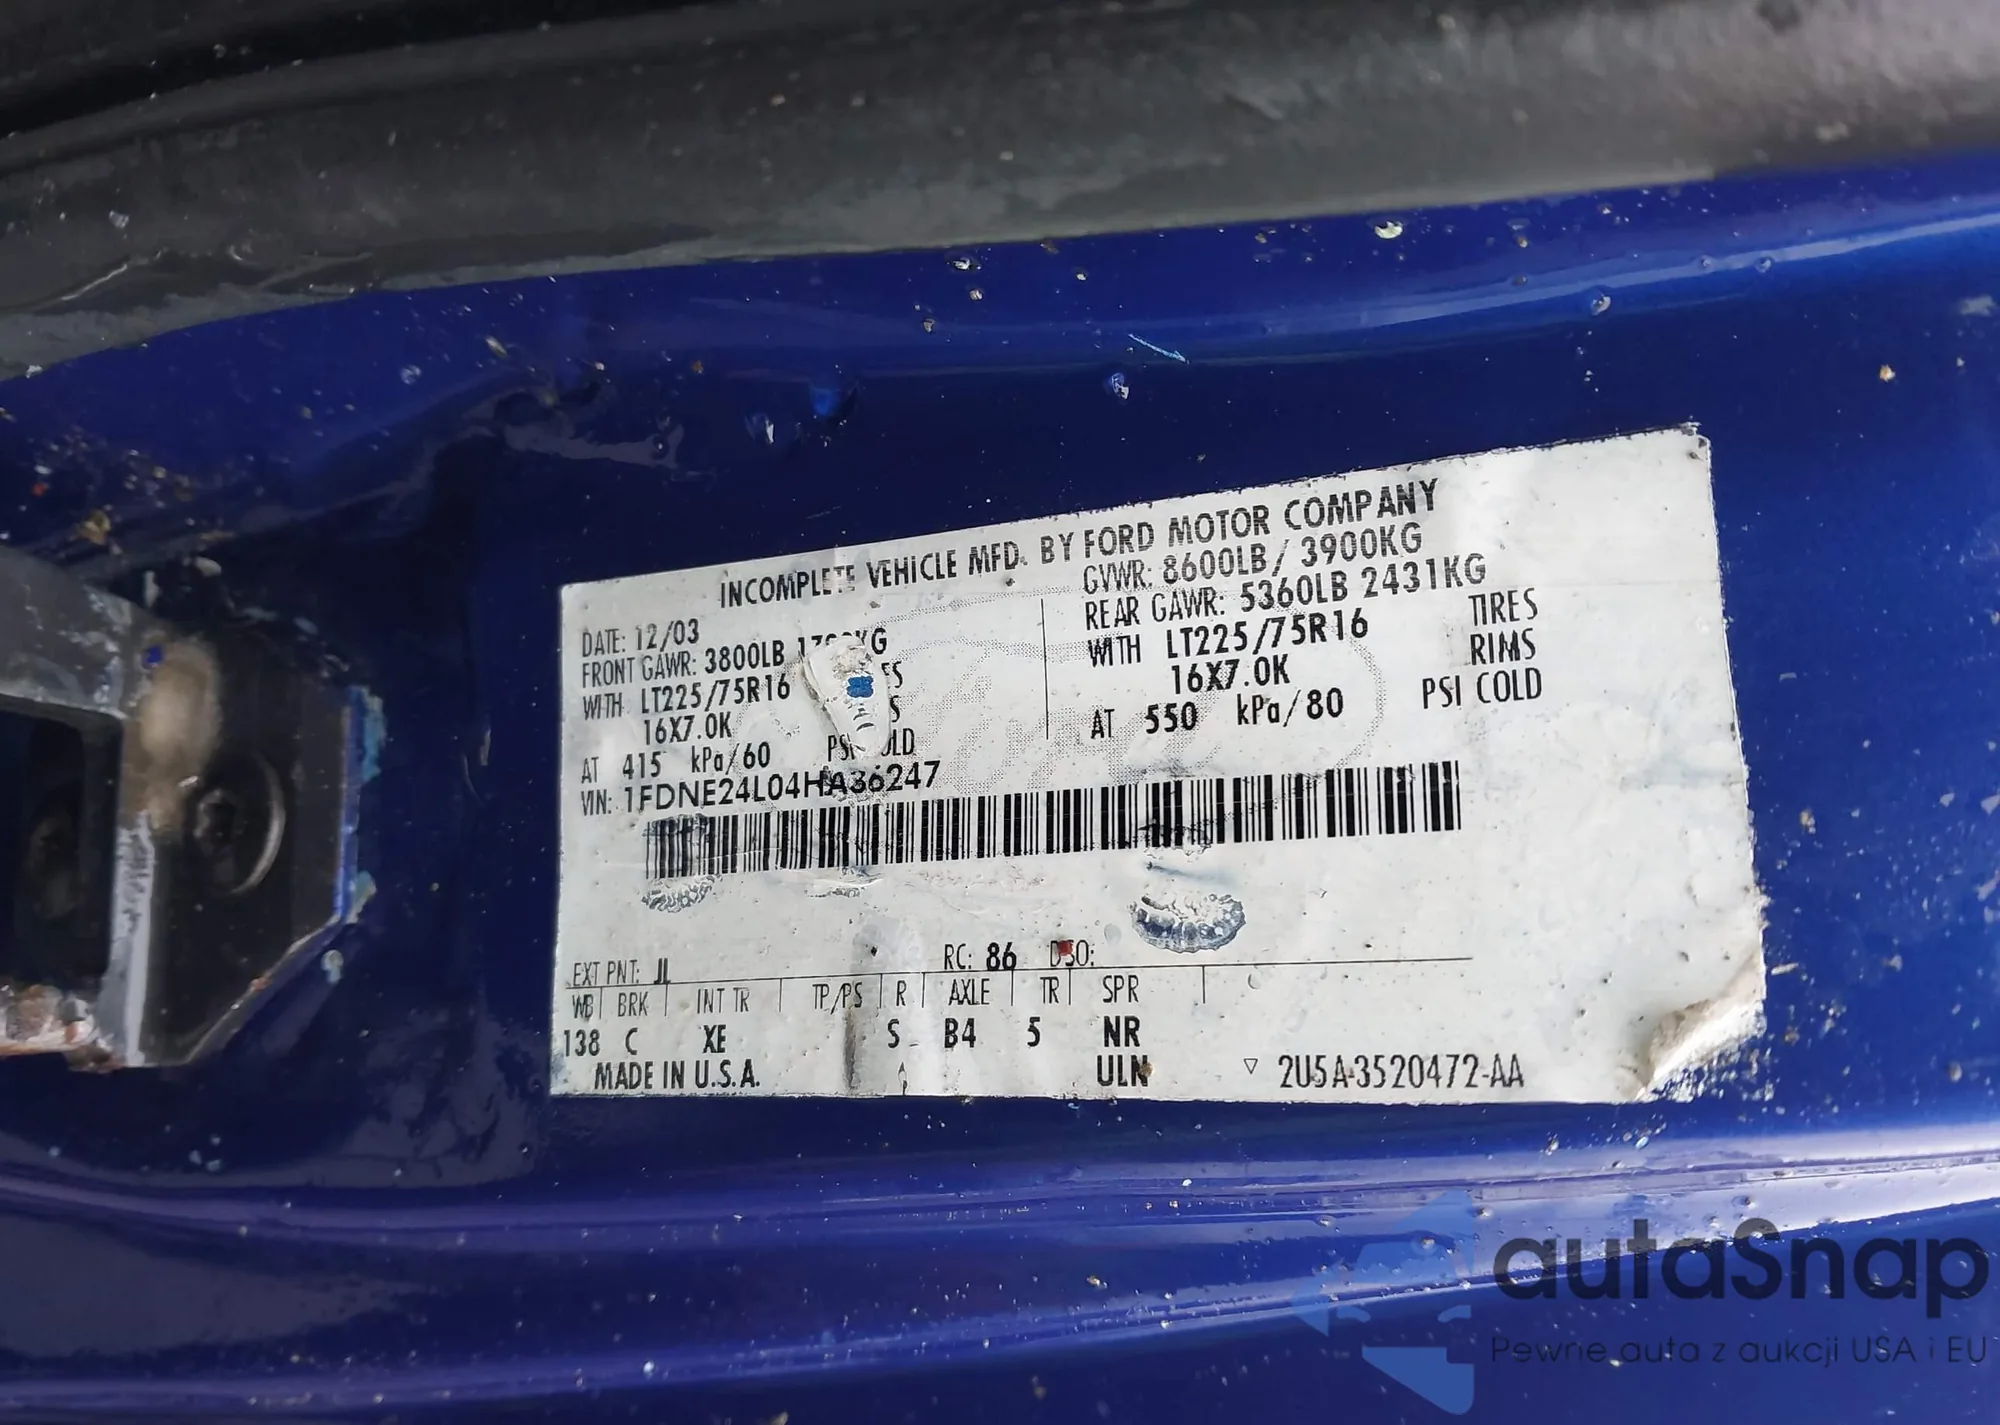 INCOMPLETE VEHICLE MFD. BY FORD MOTOR COMPANY
DATE: 12/03 GVWR: 8600LB / 3900KG
FRONT GAWR: 3800LB KG REAR GAWR: 5360LB 2431KG
WITH LT225/75R16 WITH LT225/75R16 TIRES
16X7.0K 16X7.0K RIMS
AT 415 kPa/60 PSI COLD AT 550 kPa/80 PSI COLD
VIN: 1FDNE24L04HA36247
EXT PNT: JL RC: 86 DSO:
WB BRK INT TR TP/PS R AXLE TR SPR
138 C XE S B4 5 NR
MADE IN U.S.A. ULN ▽ 2U5A-3520472-AA
autaSnap
Pewne auta z aukcji USA i EU